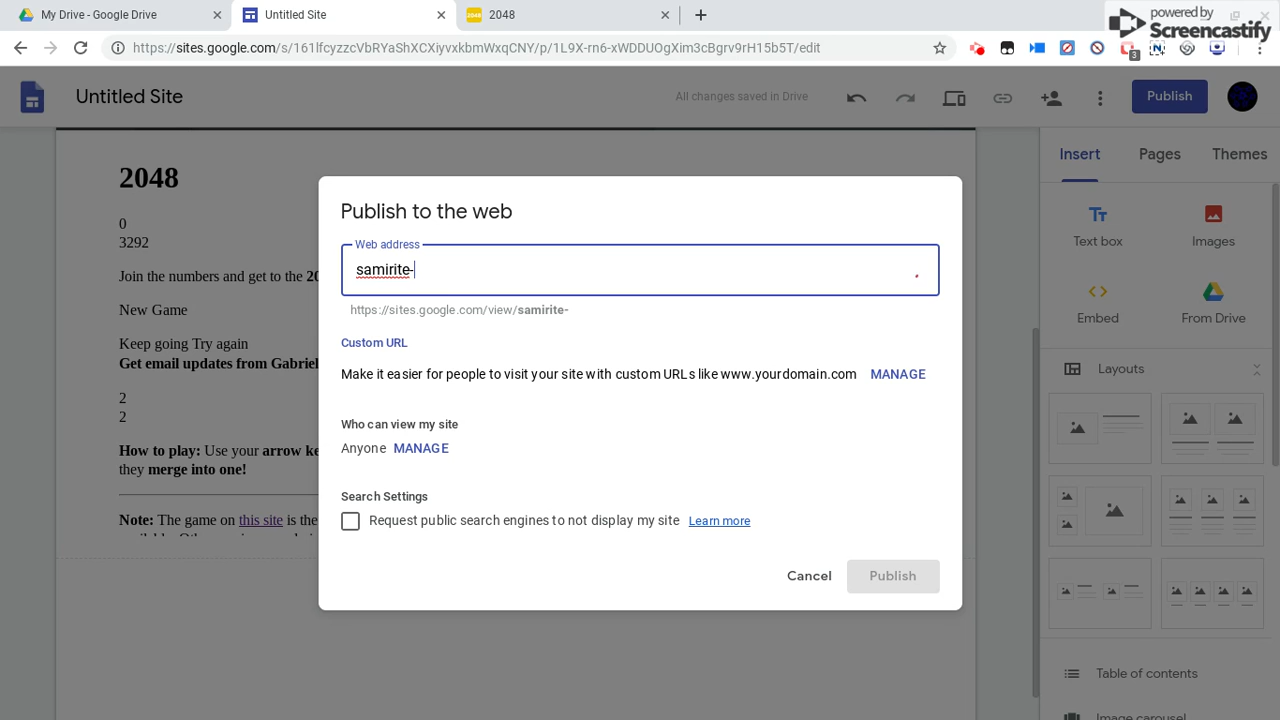 My Drive - Google Drive
Untitled Site
2048
powered by
Screencastify
https://sites.google.com/s/161lfcyzzcVbRYaShXCXiyvxRbmWxqCNY/p/1L9X-rn6-xWDDUOgXim3cBgrv9rH15b5T/edit
3
Untitled Site
All changes saved in Drive
Publish
2048
0
3292
Join the numbers and get to the 20
New Game
Keep going Try again
Get email updates from Gabriel
2
2
How to play: Use your arrow ke
they merge into one!
Note: The game on this site is the
Publish to the web
Web address
samirite-
https://sites.google.com/view/samirite-
Custom URL
Make it easier for people to visit your site with custom URLs like www.yourdomain.com MANAGE
Who can view my site
Anyone MANAGE
Search Settings
Request public search engines to not display my site Learn more
Cancel Publish
Insert Pages Themes
Text box Images
Embed From Drive
Layouts
Table of contents
Image carousel